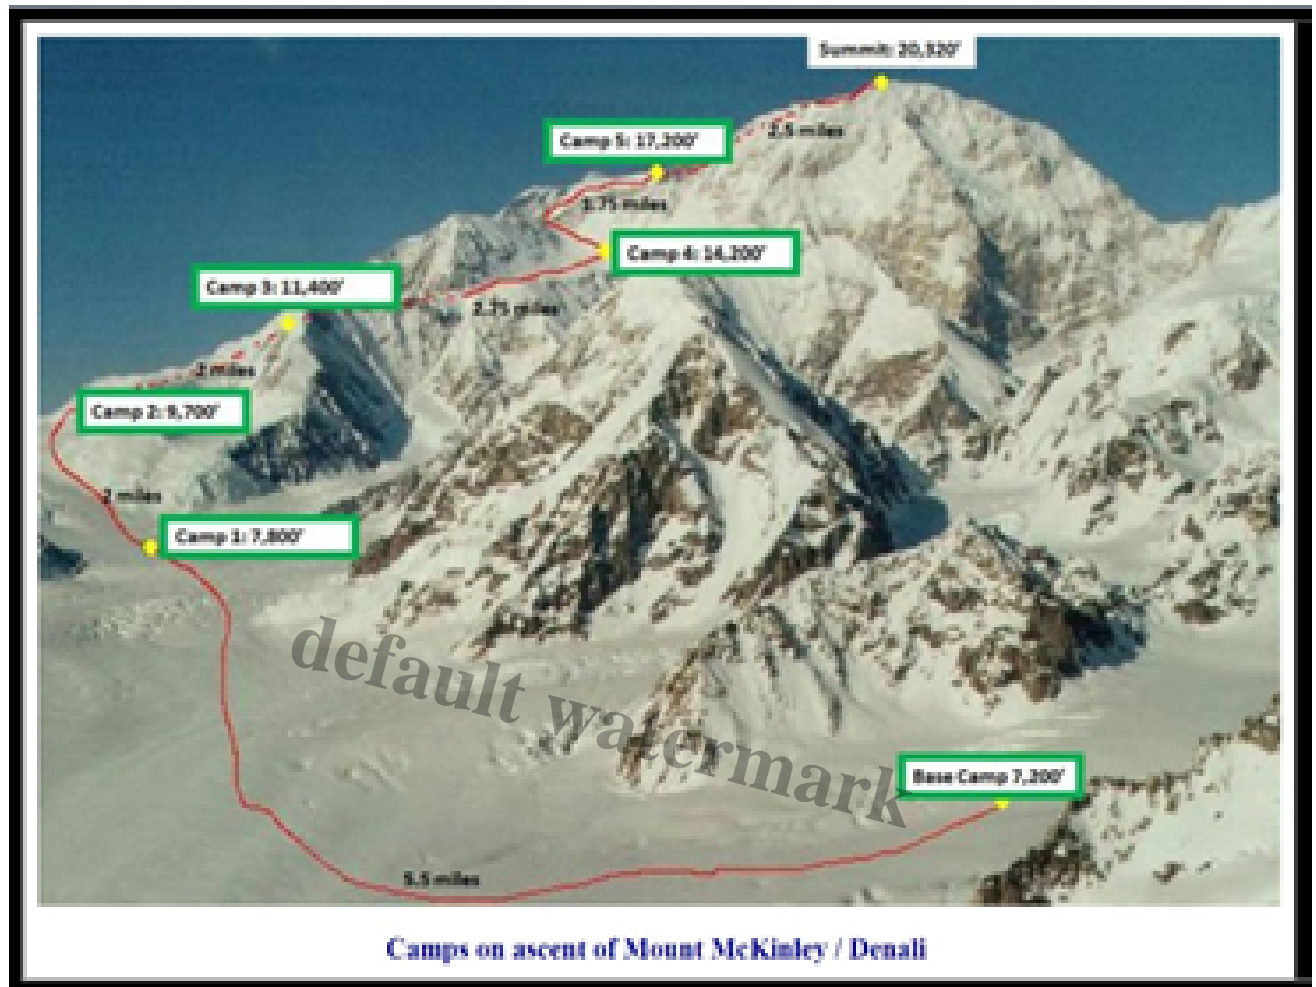 Summit: 20,320'
2.5 miles
Camp 5: 17,200'
1.75 miles
Camp 4: 14,200'
Camp 3: 11,400'
2.75 miles
2 miles
Camp 2: 9,700'
2 miles
Camp 1: 7,800'
default watermark
Base Camp 7,200'
5.5 miles
Camps on ascent of Mount McKinley / Denali